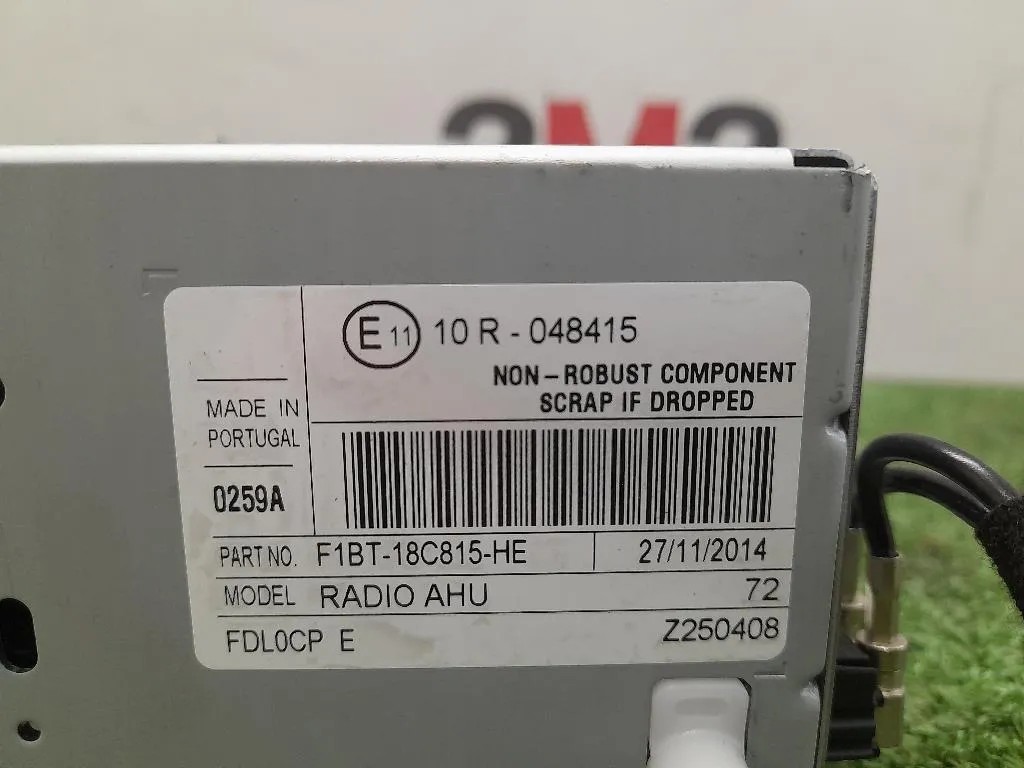 E 11 10 R - 048415
NON-ROBUST COMPONENT
SCRAP IF DROPPED
MADE IN
PORTUGAL
0259A
PART NO. F1BT-18C815-HE 27/11/2014
MODEL RADIO AHU 72
FDL0CP E Z250408